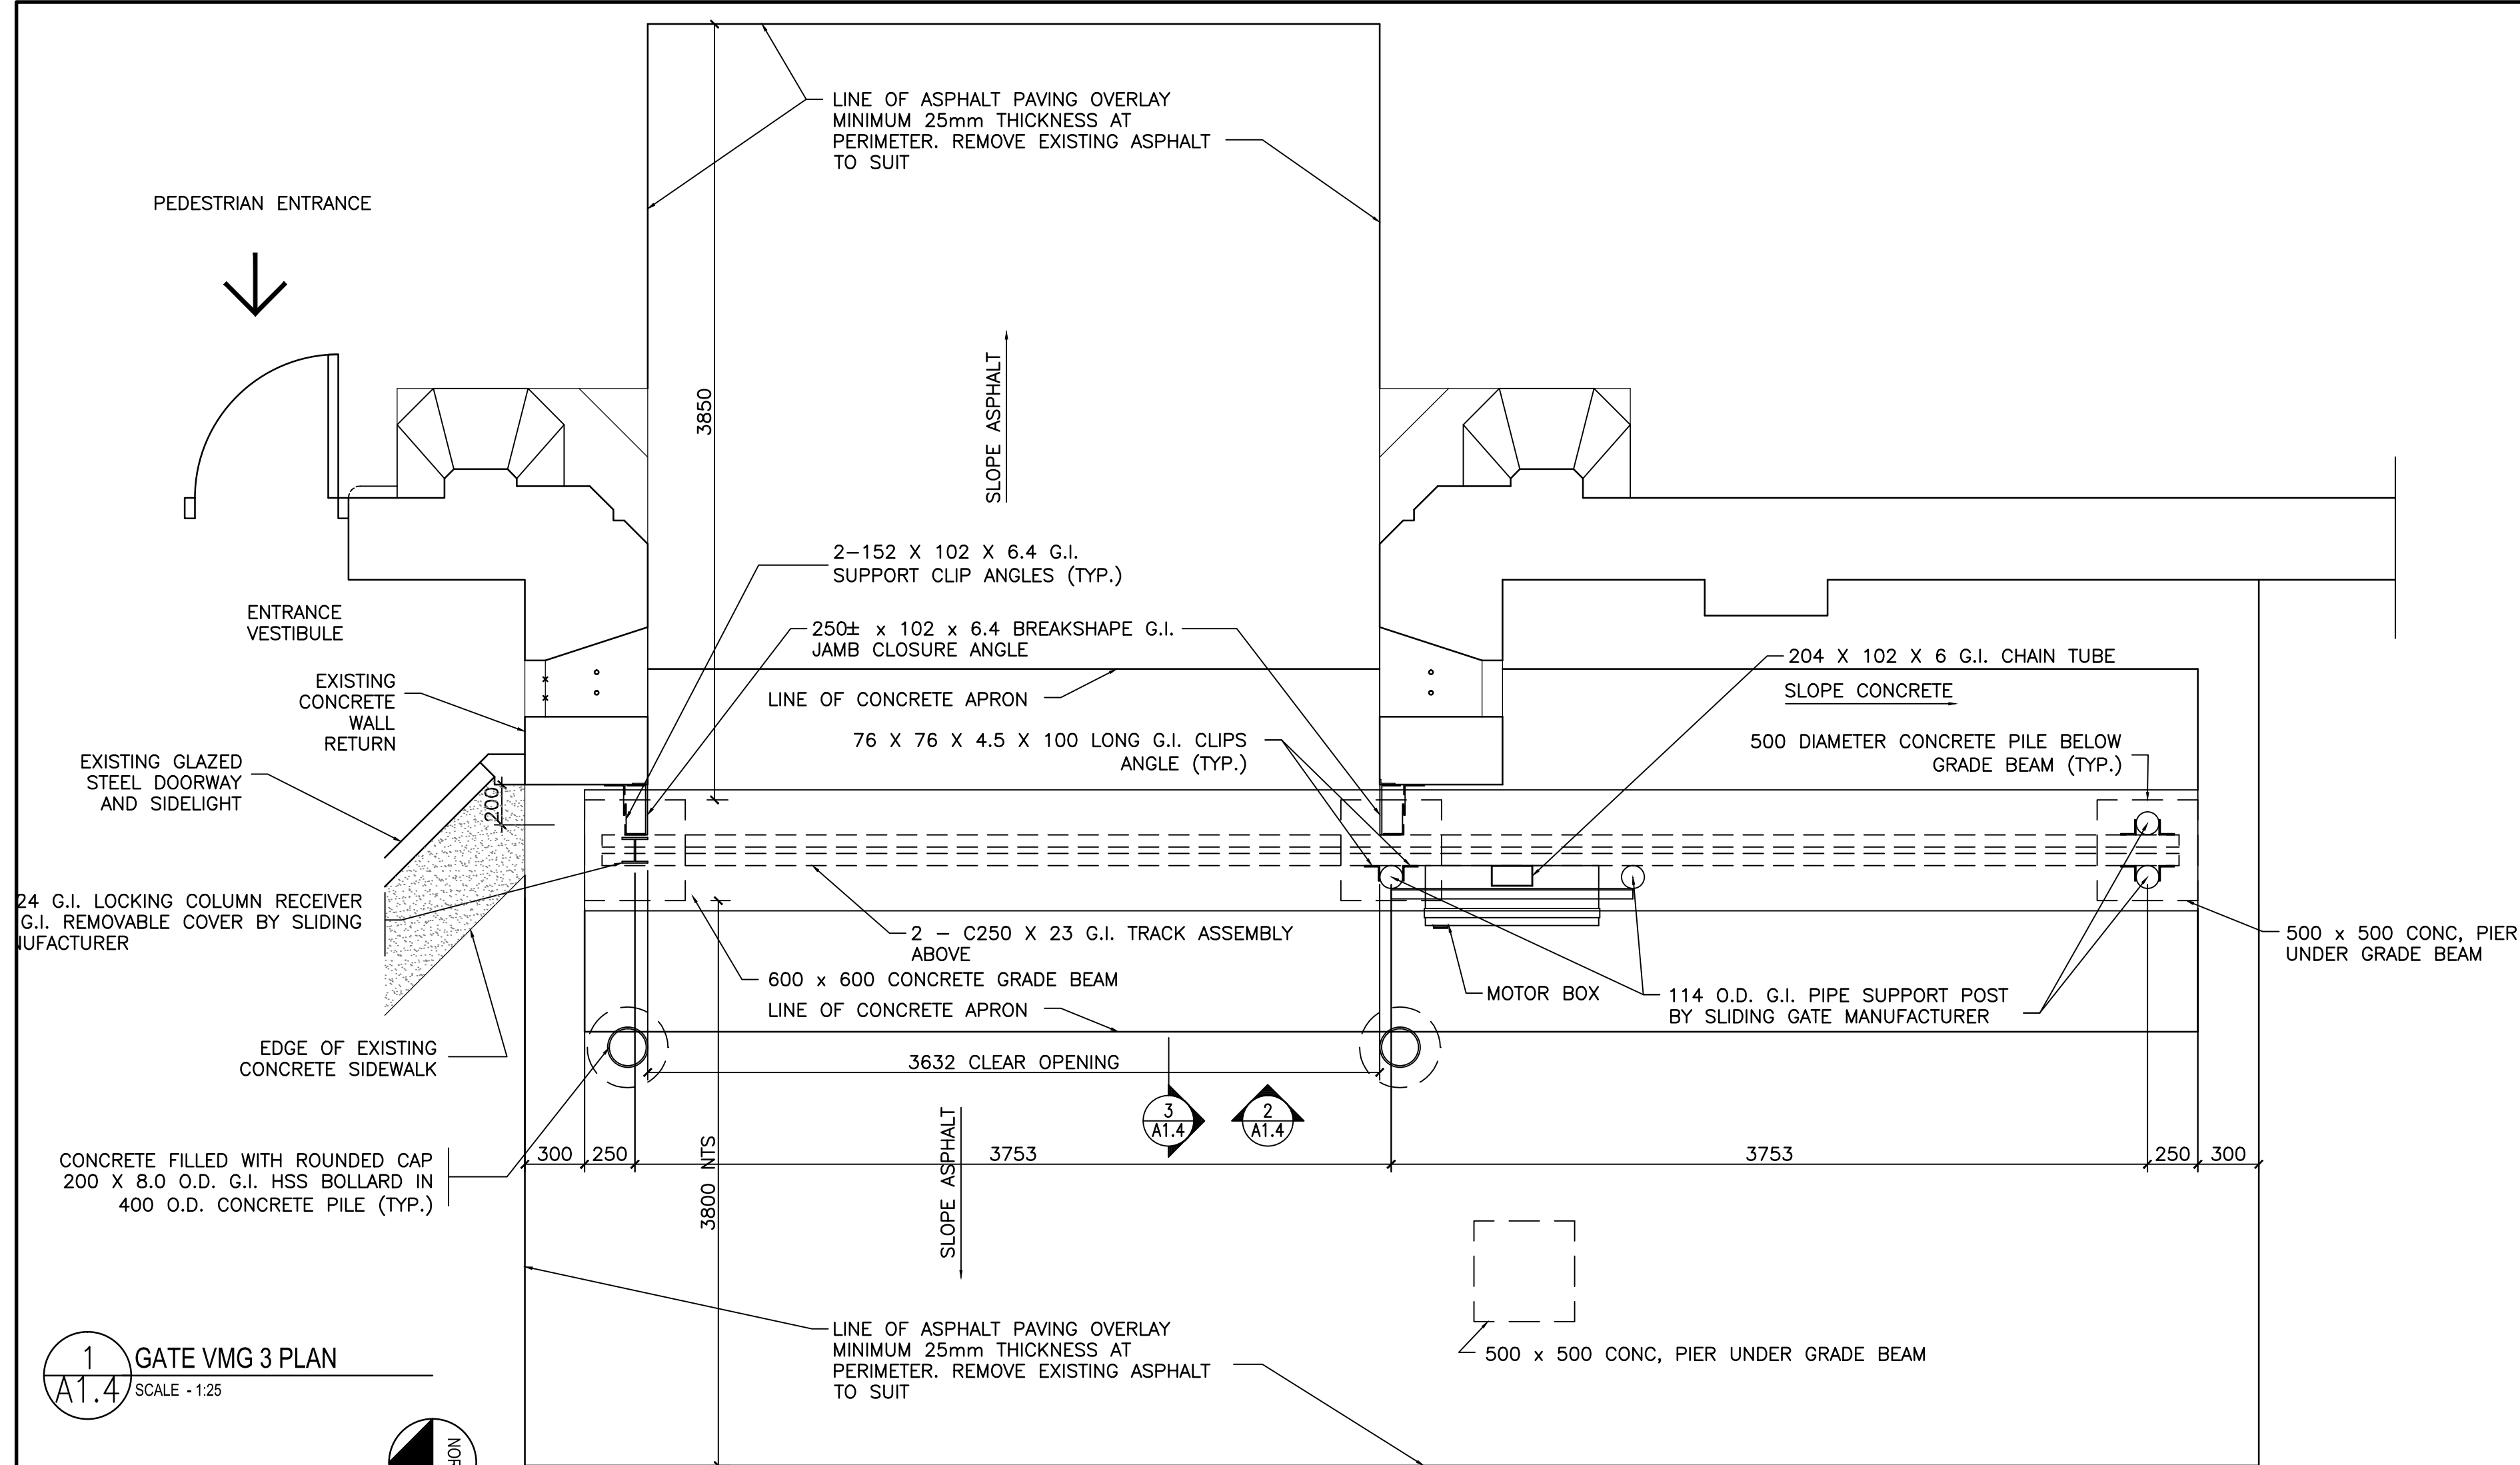 LINE OF ASPHALT PAVING OVERLAY
MINIMUM 25mm THICKNESS AT
PERIMETER. REMOVE EXISTING ASPHALT
TO SUIT
PEDESTRIAN ENTRANCE
3850
SLOPE ASPHALT
2-152 X 102 X 6.4 G.I.
SUPPORT CLIP ANGLES (TYP.)
ENTRANCE
VESTIBULE
250± x 102 x 6.4 BREAKSHAPE G.I.
JAMB CLOSURE ANGLE
204 X 102 X 6 G.I. CHAIN TUBE
SLOPE CONCRETE
EXISTING
CONCRETE
WALL
RETURN
LINE OF CONCRETE APRON
76 X 76 X 4.5 X 100 LONG G.I. CLIPS
ANGLE (TYP.)
500 DIAMETER CONCRETE PILE BELOW
GRADE BEAM (TYP.)
EXISTING GLAZED
STEEL DOORWAY
AND SIDELIGHT
200
24 G.I. LOCKING COLUMN RECEIVER
G.I. REMOVABLE COVER BY SLIDING
NUFACTURER
2 - C250 X 23 G.I. TRACK ASSEMBLY
ABOVE
600 x 600 CONCRETE GRADE BEAM
LINE OF CONCRETE APRON
MOTOR BOX
114 O.D. G.I. PIPE SUPPORT POST
BY SLIDING GATE MANUFACTURER
500 x 500 CONC, PIER
UNDER GRADE BEAM
EDGE OF EXISTING
CONCRETE SIDEWALK
3632 CLEAR OPENING
3
A1.4
2
A1.4
CONCRETE FILLED WITH ROUNDED CAP
200 X 8.0 O.D. G.I. HSS BOLLARD IN
400 O.D. CONCRETE PILE (TYP.)
300 250 3753 3753 250 300
3800 NTS
SLOPE ASPHALT
LINE OF ASPHALT PAVING OVERLAY
MINIMUM 25mm THICKNESS AT
PERIMETER. REMOVE EXISTING ASPHALT
TO SUIT
500 x 500 CONC, PIER UNDER GRADE BEAM
1
A1.4
GATE VMG 3 PLAN
SCALE - 1:25